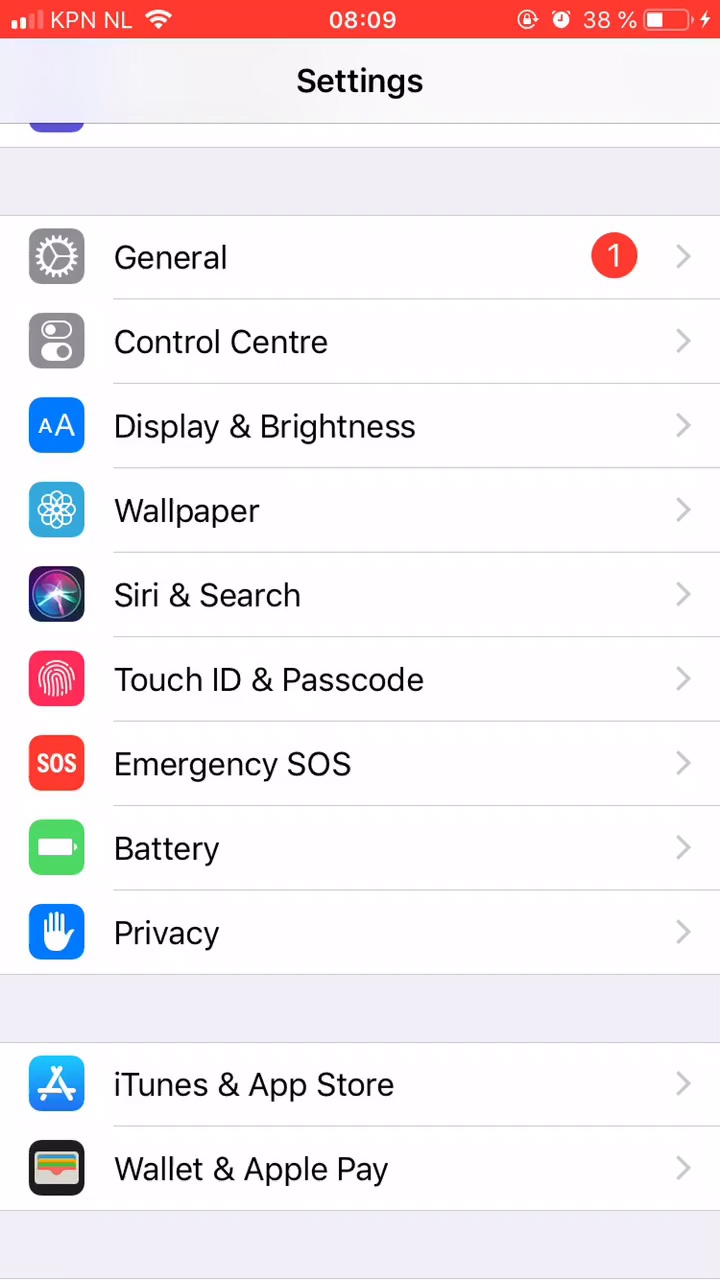 KPN NL 08:09 38 %
Settings
General 1
Control Centre
AA Display & Brightness
Wallpaper
Siri & Search
Touch ID & Passcode
SOS Emergency SOS
Battery
Privacy
iTunes & App Store
Wallet & Apple Pay